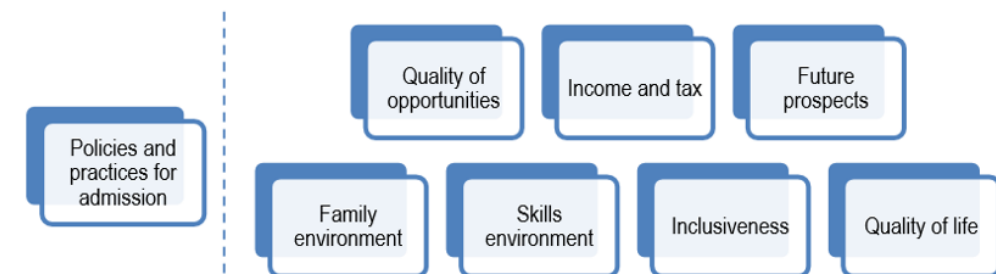 Policies and
practices for
admission
Quality of
opportunities
Income and tax
Future
prospects
Family
environment
Skills
environment
Inclusiveness
Quality of life